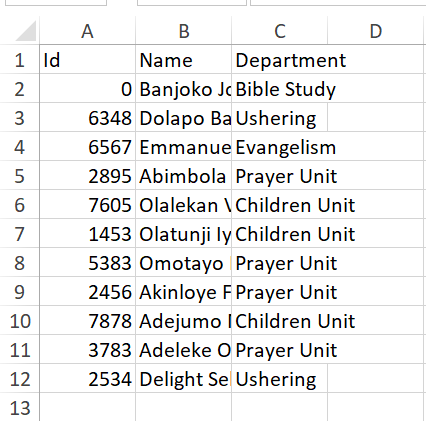 A B C D
1 Id Name Department
2 0 Banjoko Bible Study
3 6348 Dolapo Ba Ushering
4 6567 Emmanue Evangelism
5 2895 Abimbola Prayer Unit
6 7605 Olalekan Children Unit
7 1453 Olatunji Iy Children Unit
8 5383 Omotayo Prayer Unit
9 2456 Akinloye Prayer Unit
10 7878 Adejumo Children Unit
11 3783 Adeleke O Prayer Unit
12 2534 Delight Se Ushering
13